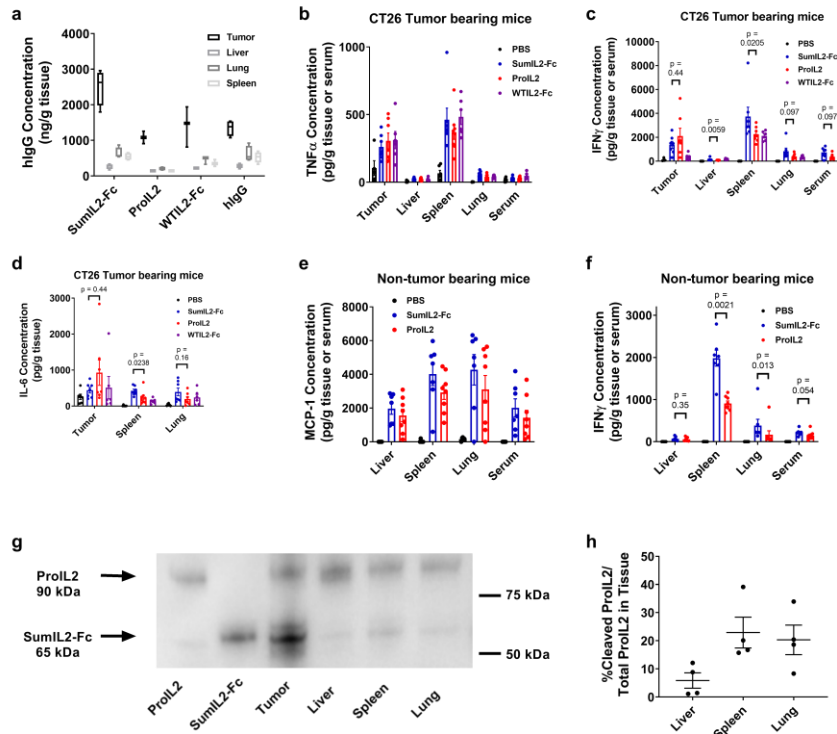 a
Tumor
Liver
Lung
Spleen
hIgG Concentration
(ng/g tissue)
4000
3000
2000
1000
0
SumIL2-Fc
ProIL2
WTIL2-Fc
hIgG
b
CT26 Tumor bearing mice
PBS
SumIL2-Fc
ProIL2
WTIL2-Fc
TNFα Concentration
(pg/g tissue or serum)
1000
500
0
Tumor
Liver
Spleen
Lung
Serum
c
CT26 Tumor bearing mice
PBS
SumIL2-Fc
ProIL2
WTIL2-Fc
IFNγ Concentration
(pg/g tissue or serum)
10000
8000
6000
4000
2000
0
p =
0.44
p =
0.0059
p =
0.0205
p =
0.097
p =
0.097
Tumor
Liver
Spleen
Lung
Serum
d
CT26 Tumor bearing mice
PBS
SumIL2-Fc
ProIL2
WTIL2-Fc
IL-6 Concentration
(pg/g tissue)
3000
2000
1000
0
p = 0.44
p =
0.0238
p =
0.16
Tumor
Spleen
Lung
e
Non-tumor bearing mice
PBS
SumIL2-Fc
ProIL2
MCP-1 Concentration
(pg/g tissue or serum)
8000
6000
4000
2000
0
Liver
Spleen
Lung
Serum
f
Non-tumor bearing mice
PBS
SumIL2-Fc
ProIL2
IFNγ Concentration
(pg/g tissue or serum)
3000
2000
1000
0
p =
0.35
p =
0.0021
p =
0.013
p =
0.054
Liver
Spleen
Lung
Serum
g
ProIL2
90 kDa
SumIL2-Fc
65 kDa
75 kDa
50 kDa
ProIL2
SumIL2-Fc
Tumor
Liver
Spleen
Lung
h
%Cleaved ProIL2/
Total ProIL2 in Tissue
50
40
30
20
10
0
Liver
Spleen
Lung